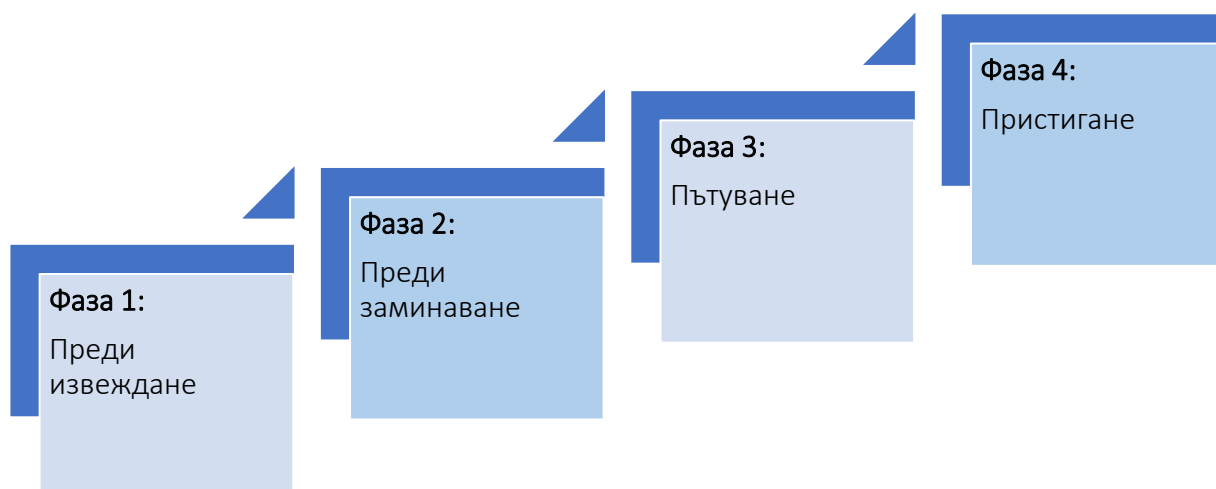 Фаза 1:
Преди
извеждане
Фаза 2:
Преди
заминаване
Фаза 3:
Пътуване
Фаза 4:
Пристигане